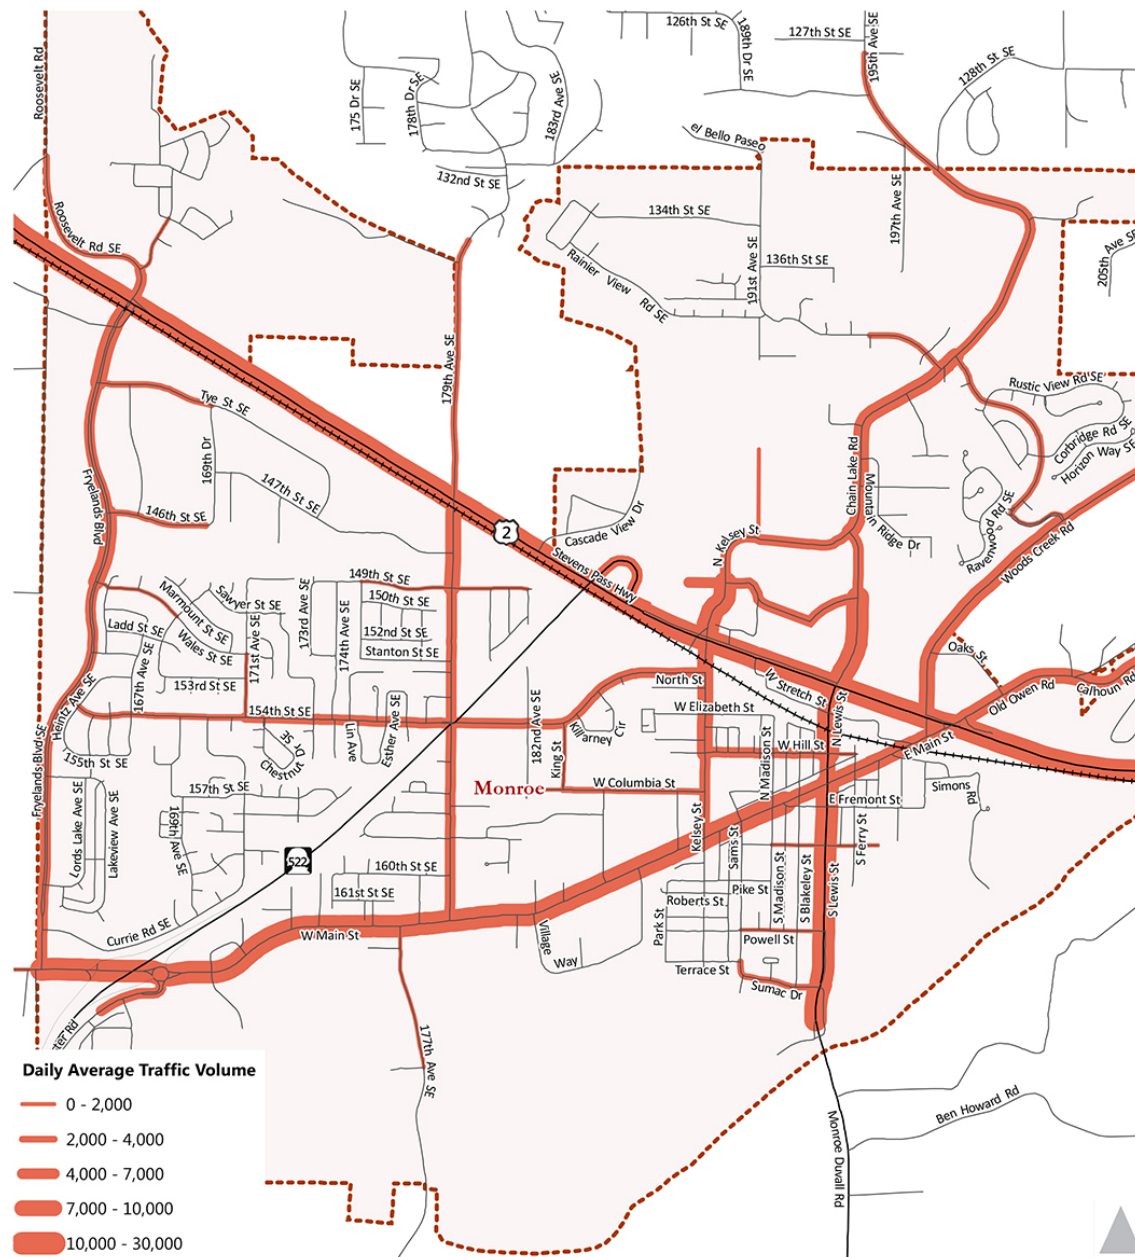 126th St SE
189th Dr SE
127th St SE
195th Ave SE
128th St SE
Roosevelt Rd
175 Dr SE
178th Dr SE
183rd Ave SE
el Bello Paseo
132nd St SE
134th St SE
197th Ave SE
Roosevelt Rd SE
Rainier View Rd SE
191st Ave SE
136th St SE
205th Ave SE
179th Ave SE
Tye St SE
Rustic View Rd SE
Corbridge Rd SE
Horizon Way SE
169th Dr
147th St SE
Fryelands Blvd
146th St SE
Chain Lake Rd
Mountain Ridge Dr
Ravenwood Rd SE
Woods Creek Rd
2
Cascade View Dr
N Kelsey St
Stevens Pass Hwy
149th St SE
150th St SE
152nd St SE
Stanton St SE
Marmount St SE
Sawyer St SE
171st Ave SE
173rd Ave SE
174th Ave SE
Ladd St SE
Wales St SE
167th Ave SE
153rd St SE
Oaks St
Old Owen Rd
Calhoun Rd
Heintz Ave SE
154th St SE
Lin Ave
Esther Ave SE
182nd Ave SE
Killarney Cir
North St
W Stretch St
W Elizabeth St
N Lewis St
W Hill St
E Main St
155th St SE
Chestnut Dr SE
King St
Monroe
W Columbia St
N Madison St
Fryelands Blvd SE
157th St SE
E Fremont St
Simons Rd
Lords Lake Ave SE
Lakeview Ave SE
169th Ave SE
Kelsey St
Sams St
S Ferry St
522
160th St SE
161st St SE
Pike St
S Madison St
S Blakeley St
S Lewis St
Roberts St
Park St
Currie Rd SE
W Main St
Village Way
Powell St
Terrace St
Sumac Dr
ster Rd
177th Ave SE
Ben Howard Rd
Monroe Duvall Rd
Daily Average Traffic Volume
0 - 2,000
2,000 - 4,000
4,000 - 7,000
7,000 - 10,000
10,000 - 30,000